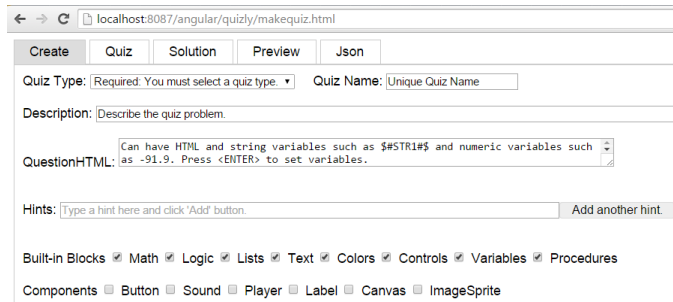 localhost:8087/angular/quizly/makequiz.html
Create Quiz Solution Preview Json
Quiz Type: Required: You must select a quiz type. Quiz Name: Unique Quiz Name
Description: Describe the quiz problem.
QuestionHTML: Can have HTML and string variables such as $#STR1#$ and numeric variables such
as -91.9. Press <ENTER> to set variables.
Hints: Type a hint here and click 'Add' button. Add another hint.
Built-in Blocks Math Logic Lists Text Colors Controls Variables Procedures
Components Button Sound Player Label Canvas ImageSprite